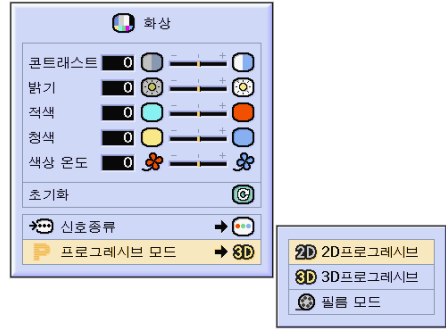 화상
콘트래스트 0
밝기 0
적색 0
청색 0
색상 온도 0
초기화
신호종류
P 프로그레시브 모드 3D
2D 2D프로그레시브
3D 3D프로그레시브
필름 모드